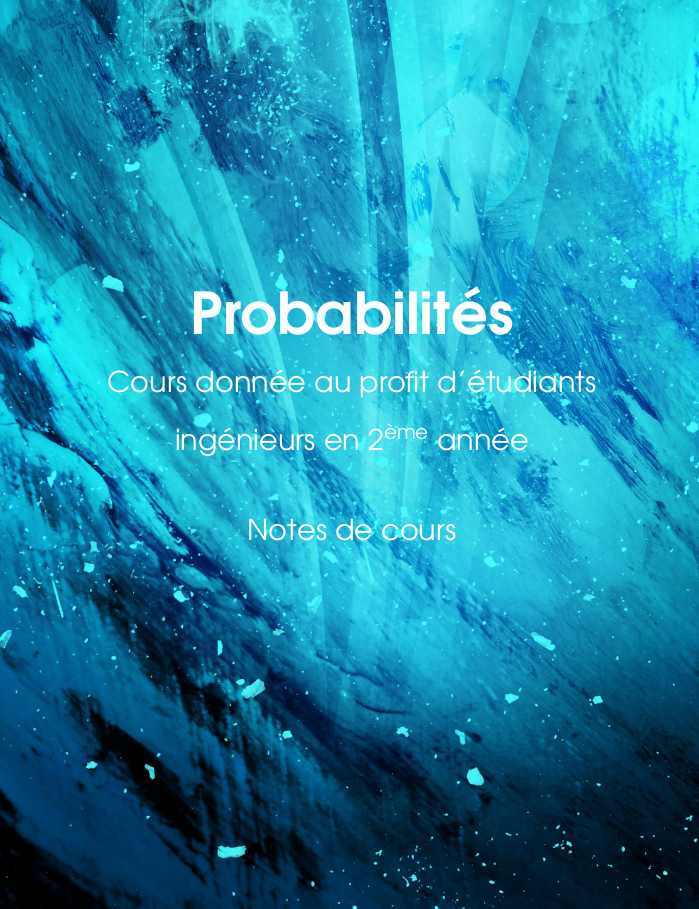 Probabilités
Cours donnée au profit d'étudiants
ingénieurs en 2ème année
Notes de cours